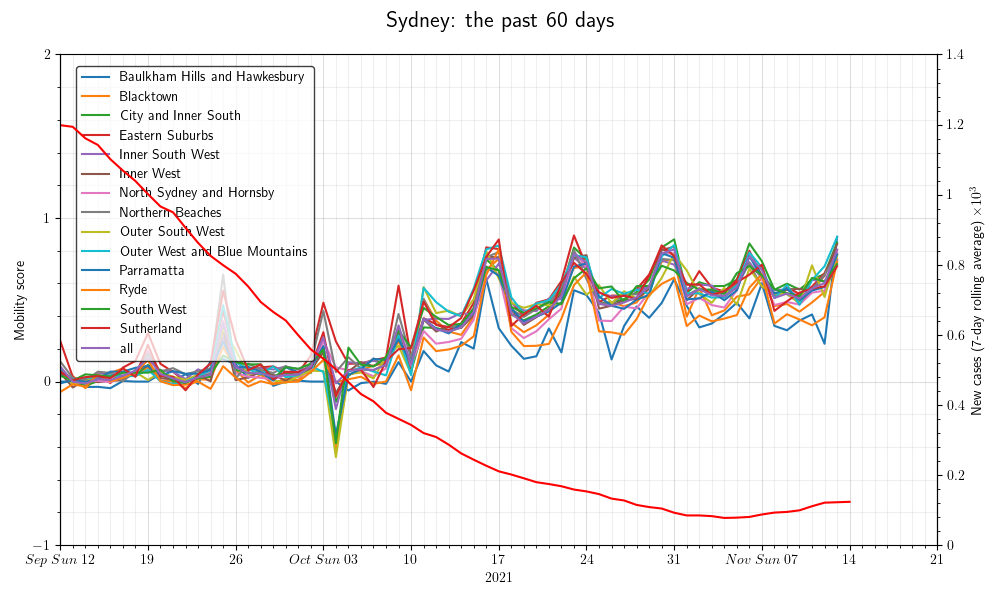 Sydney: the past 60 days
Mobility score
2
1
0
−1
Baulkham Hills and Hawkesbury
Blacktown
City and Inner South
Eastern Suburbs
Inner South West
Inner West
North Sydney and Hornsby
Northern Beaches
Outer South West
Outer West and Blue Mountains
Parramatta
Ryde
South West
Sutherland
all
1.4
1.2
1
0.8
0.6
0.4
0.2
0
New cases (7-day rolling average) ×10³
Sep Sun 12 19 26 Oct Sun 03 10 17 24 31 Nov Sun 07 14 21
2021